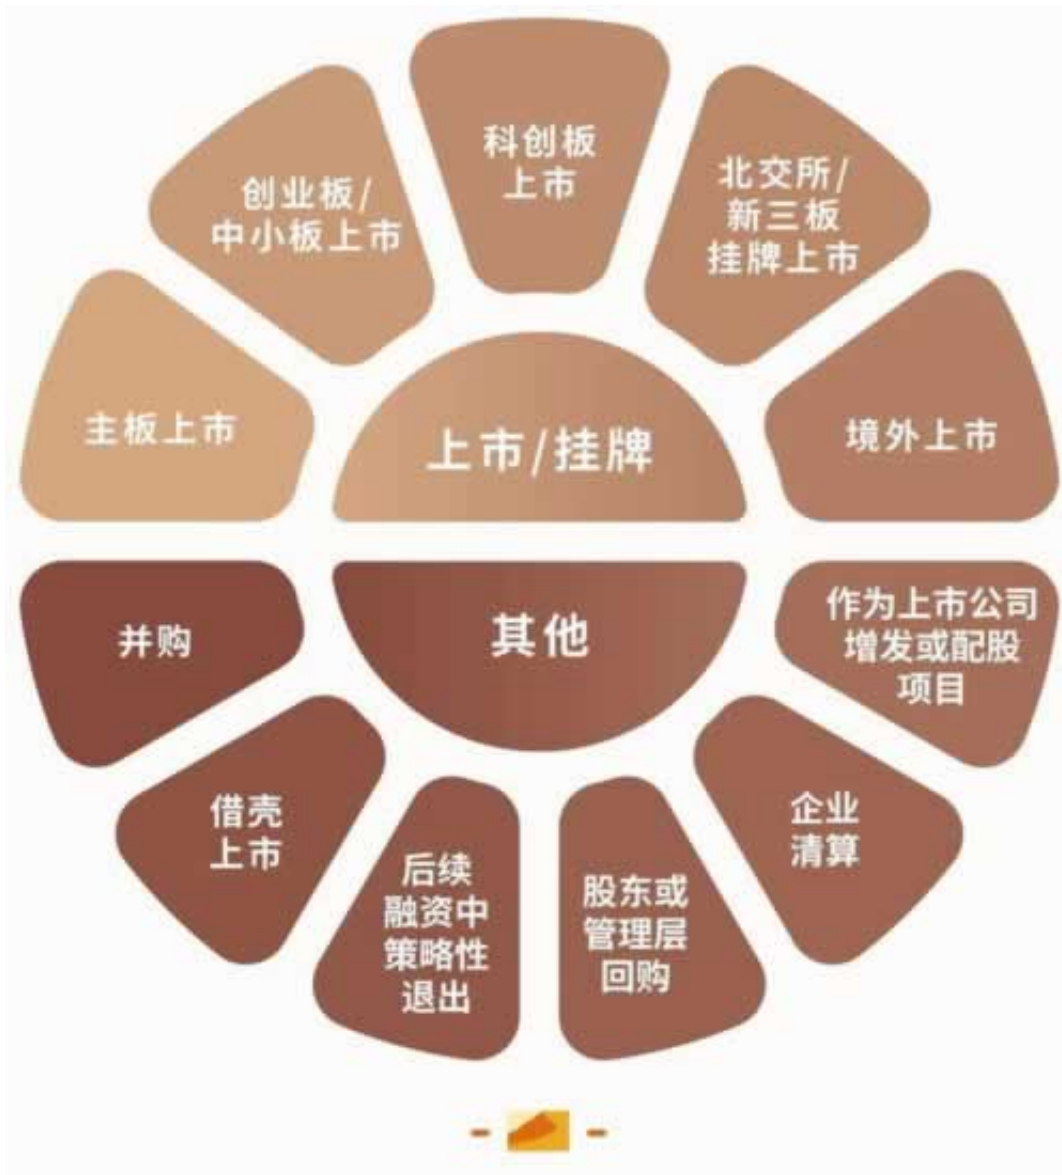 科创板
上市
创业板/
中小板上市
北交所/
新三板
挂牌上市
主板上市
上市/挂牌
境外上市
并购
其他
作为上市公司
增发或配股
项目
借壳
上市
后续
融资中
策略性
退出
股东或
管理层
回购
企业
清算